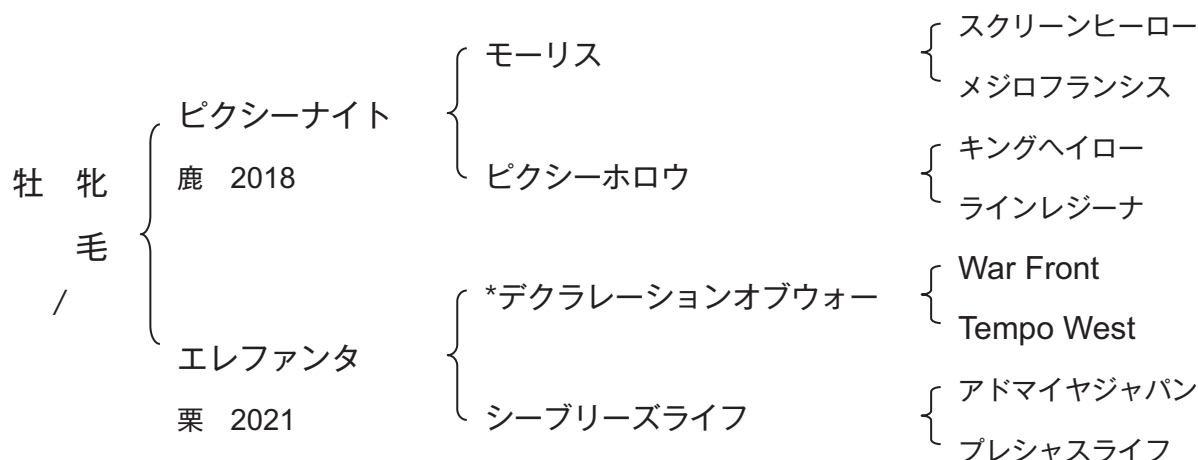 牡 牝
毛
/
ピクシーナイト
鹿 2018
エレファンタ
栗 2021
モーリス
ピクシーホロウ
*デクラレーションオブウォー
シーブリーズライフ
スクリーンヒーロー
メジロフランシス
キングヘイロー
ラインレジーナ
War Front
Tempo West
アドマイヤジャパン
プレシャスライフ